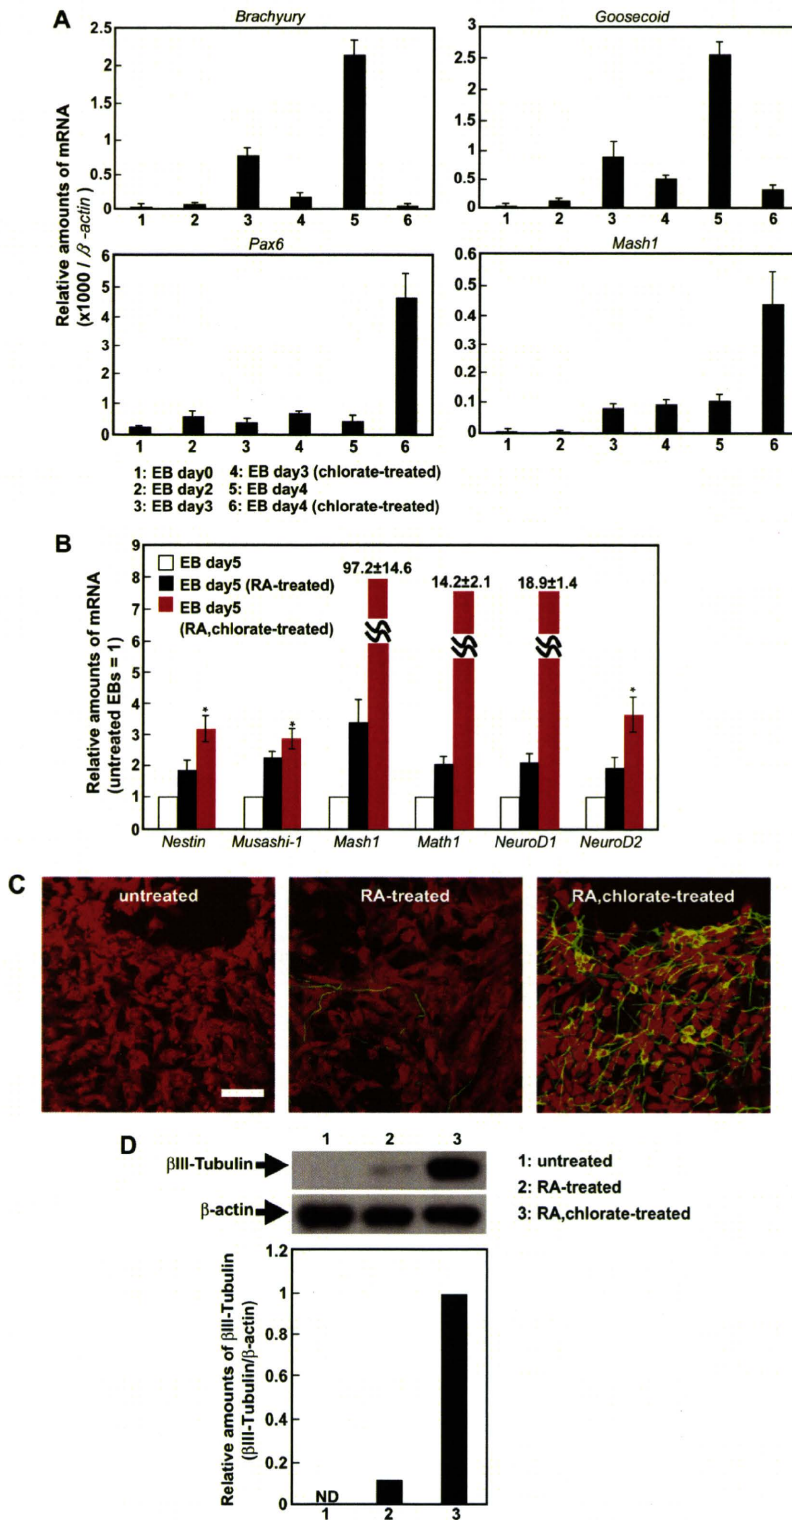 A
Brachyury
Goosecoid
Relative amounts of mRNA
(x1000 / β-actin)
2.5
2
1.5
1
0.5
0
1 2 3 4 5 6
3
2.5
2
1.5
1
0.5
0
1 2 3 4 5 6
Pax6
Mash1
6
5
4
3
2
1
0
1 2 3 4 5 6
0.6
0.5
0.4
0.3
0.2
0.1
0
1 2 3 4 5 6
1: EB day0 4: EB day3 (chlorate-treated)
2: EB day2 5: EB day4
3: EB day3 6: EB day4 (chlorate-treated)
B
Relative amounts of mRNA
(untreated EBs = 1)
9
8
7
6
5
4
3
2
1
0
EB day5
EB day5 (RA-treated)
EB day5
(RA,chlorate-treated)
97.2±14.6
14.2±2.1
18.9±1.4
* * *
Nestin Musashi-1 Mash1 Math1 NeuroD1 NeuroD2
C
untreated
RA-treated
RA,chlorate-treated
D
1 2 3
βIII-Tubulin
β-actin
1: untreated
2: RA-treated
3: RA,chlorate-treated
Relative amounts of βIII-Tubulin
(βIII-Tubulin/β-actin)
1.2
1
0.8
0.6
0.4
0.2
0
ND
1 2 3